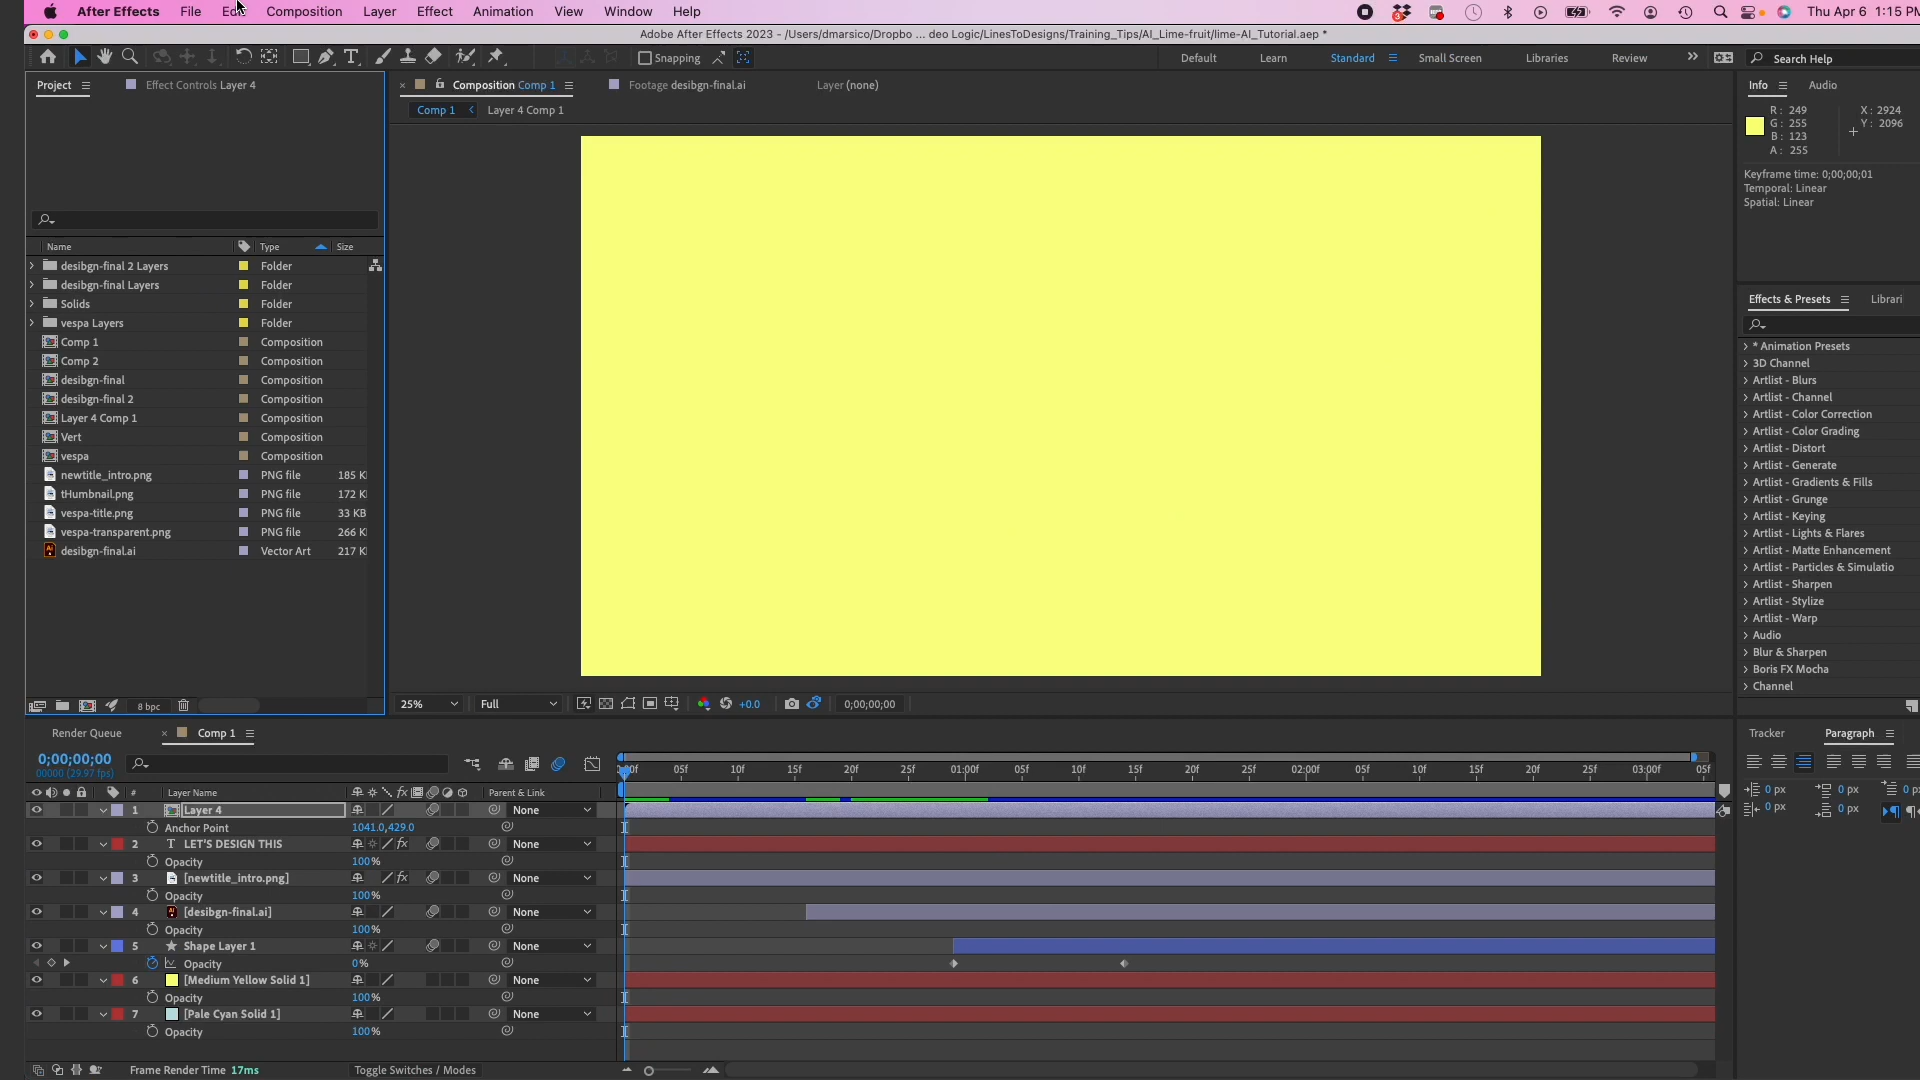 After Effects File Edit Composition Layer Effect Animation View Window Help
3
Thu Apr 6 1:15 PM
Adobe After Effects 2023 - /Users/dmarsico/Dropbo ... deo Logic/LinesToDesigns/Training_Tips/AI_Lime-fruit/lime-AI_Tutorial.aep *
Snapping Default Learn Standard Small Screen Libraries Review Search Help
Project Effect Controls Layer 4
Composition Comp 1 Footage desibgn-final.ai Layer (none)
Comp 1 Layer 4 Comp 1
Info Audio
R: 249
G: 255
B: 123
A: 255
X: 2924
Y: 2096
Keyframe time: 0;00;00;01
Temporal: Linear
Spatial: Linear
Name Type Size
desibgn-final 2 Layers Folder
desibgn-final Layers Folder
Solids Folder
vespa Layers Folder
Comp 1 Composition
Comp 2 Composition
desibgn-final Composition
desibgn-final 2 Composition
Layer 4 Comp 1 Composition
Vert Composition
vespa Composition
newtitle_intro.png PNG file 185 K
tHumbnail.png PNG file 172 K
vespa-title.png PNG file 33 KB
vespa-transparent.png PNG file 266 K
desibgn-final.ai Vector Art 217 K
8 bpc
Effects & Presets Librari
* Animation Presets
3D Channel
Artlist - Blurs
Artlist - Channel
Artlist - Color Correction
Artlist - Color Grading
Artlist - Distort
Artlist - Generate
Artlist - Gradients & Fills
Artlist - Grunge
Artlist - Keying
Artlist - Lights & Flares
Artlist - Matte Enhancement
Artlist - Particles & Simulatio
Artlist - Sharpen
Artlist - Stylize
Artlist - Warp
Audio
Blur & Sharpen
Boris FX Mocha
Channel
25% Full +0.0 0;00;00;00
Render Queue Comp 1
0;00;00;00
00000 (29.97 fps)
00f 05f 10f 15f 20f 25f 01:00f 05f 10f 15f 20f 25f 02:00f 05f 10f 15f 20f 25f 03:00f 05f
# Layer Name Parent & Link
1 Layer 4 None
Anchor Point 1041.0,429.0
2 T LET'S DESIGN THIS fx None
Opacity 100%
3 [newtitle_intro.png] fx None
Opacity 100%
4 [desibgn-final.ai] None
Opacity 100%
5 Shape Layer 1 None
Opacity 0%
6 [Medium Yellow Solid 1] None
Opacity 100%
7 [Pale Cyan Solid 1] None
Opacity 100%
Frame Render Time 17ms Toggle Switches / Modes
Tracker Paragraph
0 px 0 px 0 px
0 px 0 px